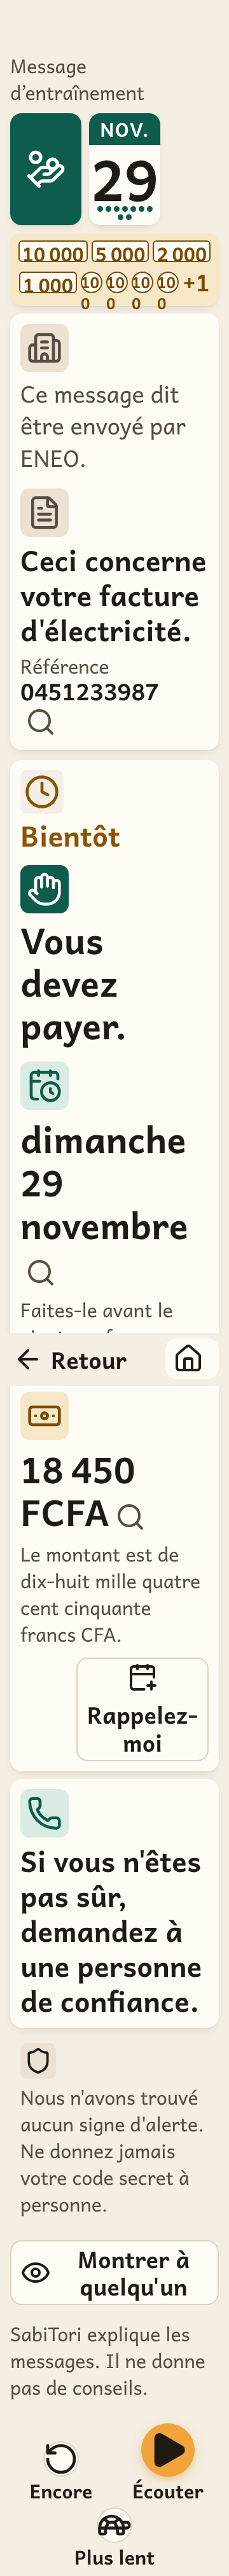 Message
d’entraînement
NOV.
29
10 000 5 000 2 000
1 000 100 100 100 100 +1
Ce message dit
être envoyé par
ENEO.
Ceci concerne
votre facture
d'électricité.
Référence
0451233987
Bientôt
Vous
devez
payer.
dimanche
29
novembre
Faites-le avant le
Retour
18 450
FCFA
Le montant est de
dix-huit mille quatre
cent cinquante
francs CFA.
Rappelez-
moi
Si vous n'êtes
pas sûr,
demandez à
une personne
de confiance.
Nous n'avons trouvé
aucun signe d'alerte.
Ne donnez jamais
votre code secret à
personne.
Montrer à
quelqu'un
SabiTori explique les
messages. Il ne donne
pas de conseils.
Encore
Écouter
Plus lent